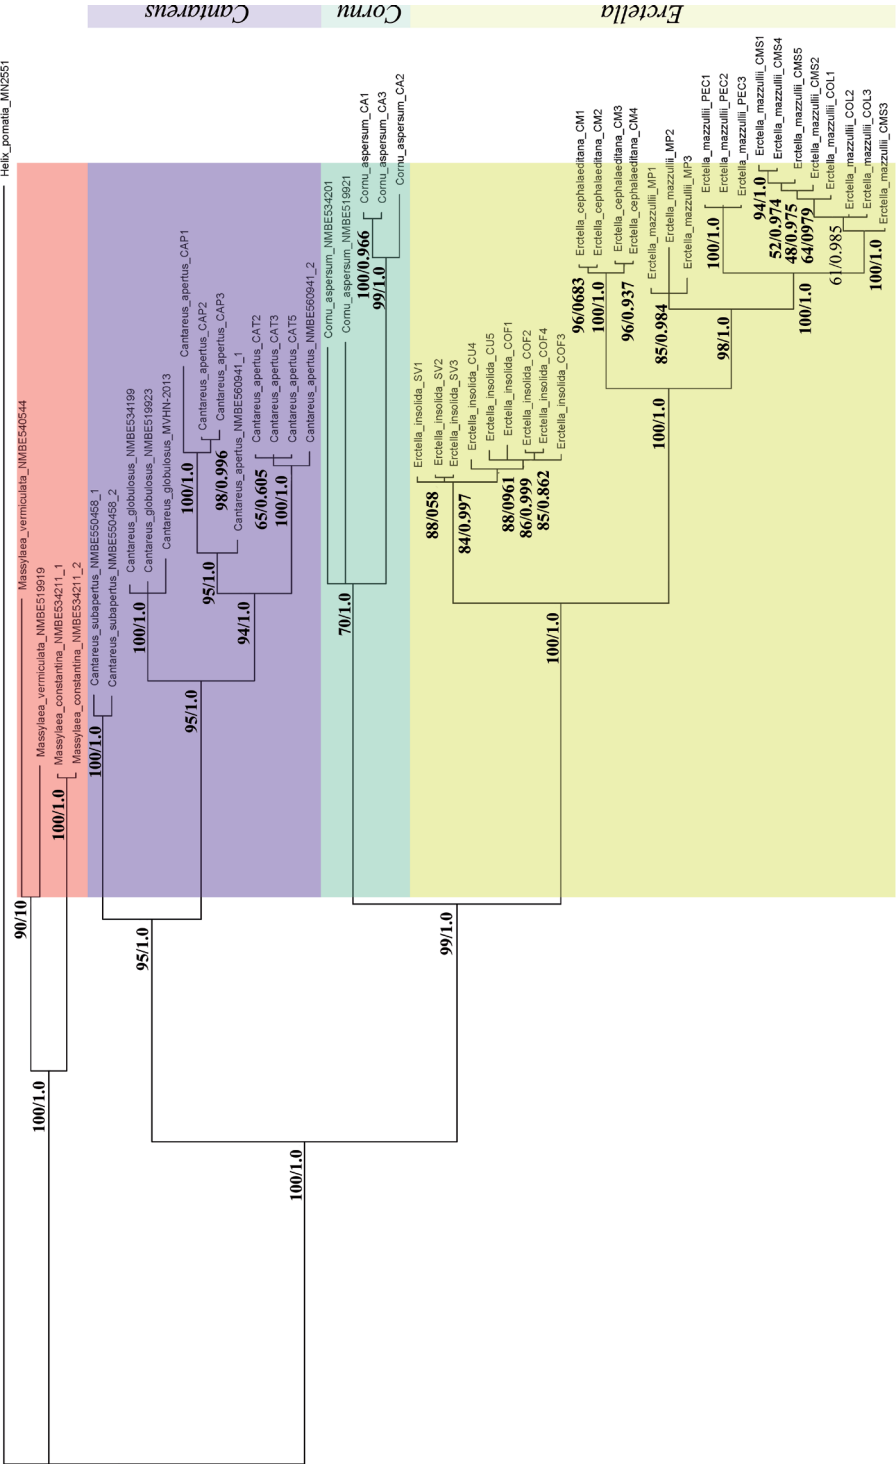 Helix_pomatia_MN2551
Massylaea_vermiculata_NMBE540544
Massylaea_vermiculata_NMBE519919
Massylaea_constantina_NMBE534211_1
Massylaea_constantina_NMBE534211_2
90/10
100/1.0
100/1.0
Cantareus
Cantareus_subapertus_NMBE550458_1
Cantareus_subapertus_NMBE550458_2
100/1.0
Cantareus_globulosus_NMBE534199
Cantareus_globulosus_NMBE519923
Cantareus_globulosus_MVHN-2013
100/1.0
Cantareus_apertus_CAP1
Cantareus_apertus_CAP2
Cantareus_apertus_CAP3
Cantareus_apertus_NMBE560941_1
100/1.0
98/0.996
95/1.0
Cantareus_apertus_CAT2
Cantareus_apertus_CAT3
Cantareus_apertus_CAT5
Cantareus_apertus_NMBE560941_2
65/0.605
100/1.0
94/1.0
95/1.0
95/1.0
100/1.0
Cornu
Cornu_aspersum_NMBE534201
Cornu_aspersum_NMBE519921
Cornu_aspersum_CA1
Cornu_aspersum_CA3
Cornu_aspersum_CA2
100/0.966
99/1.0
70/1.0
99/1.0
Erctella
Erctella_insolida_SV1
Erctella_insolida_SV2
Erctella_insolida_SV3
Erctella_insolida_CU4
Erctella_insolida_CU5
Erctella_insolida_COF1
Erctella_insolida_COF2
Erctella_insolida_COF4
Erctella_insolida_COF3
88/058
84/0.997
88/0961
86/0.999
85/0.862
100/1.0
Erctella_cephalaeditana_CM1
Erctella_cephalaeditana_CM2
Erctella_cephalaeditana_CM3
Erctella_cephalaeditana_CM4
96/0683
100/1.0
96/0.937
Erctella_mazzullii_MP1
Erctella_mazzullii_MP2
Erctella_mazzullii_MP3
85/0.984
100/1.0
98/1.0
Erctella_mazzullii_PEC1
Erctella_mazzullii_PEC2
Erctella_mazzullii_PEC3
100/1.0
Erctella_mazzullii_CMS1
Erctella_mazzullii_CMS4
Erctella_mazzullii_CMS5
Erctella_mazzullii_CMS2
Erctella_mazzullii_COL1
Erctella_mazzullii_COL2
Erctella_mazzullii_COL3
Erctella_mazzullii_CMS3
94/1.0
52/0.974
48/0.975
64/0979
61/0.985
100/1.0
100/1.0